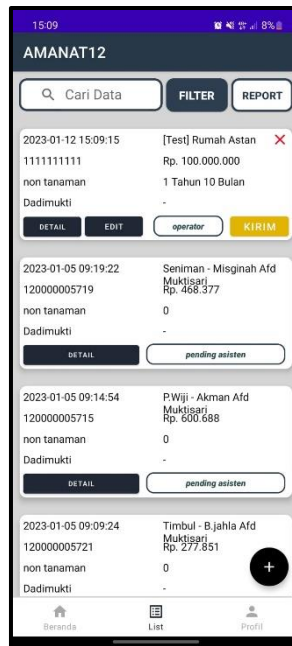 15:09 8%
AMANAT12
Cari Data FILTER REPORT
2023-01-12 15:09:15 [Test] Rumah Astan
1111111111 Rp. 100.000.000
non tanaman 1 Tahun 10 Bulan
Dadimukti -
DETAIL EDIT operator KIRIM
2023-01-05 09:19:22 Seniman - Misginah Afd Muktisari
120000005719 Rp. 468.377
non tanaman 0
Dadimukti -
DETAIL pending asisten
2023-01-05 09:14:54 P.Wiji - Akman Afd Muktisari
120000005715 Rp. 600.688
non tanaman 0
Dadimukti -
DETAIL pending asisten
2023-01-05 09:09:24 Timbul - B.jahla Afd Muktisari
120000005721 Rp. 277.851
non tanaman 0
Dadimukti -
+
Beranda List Profil